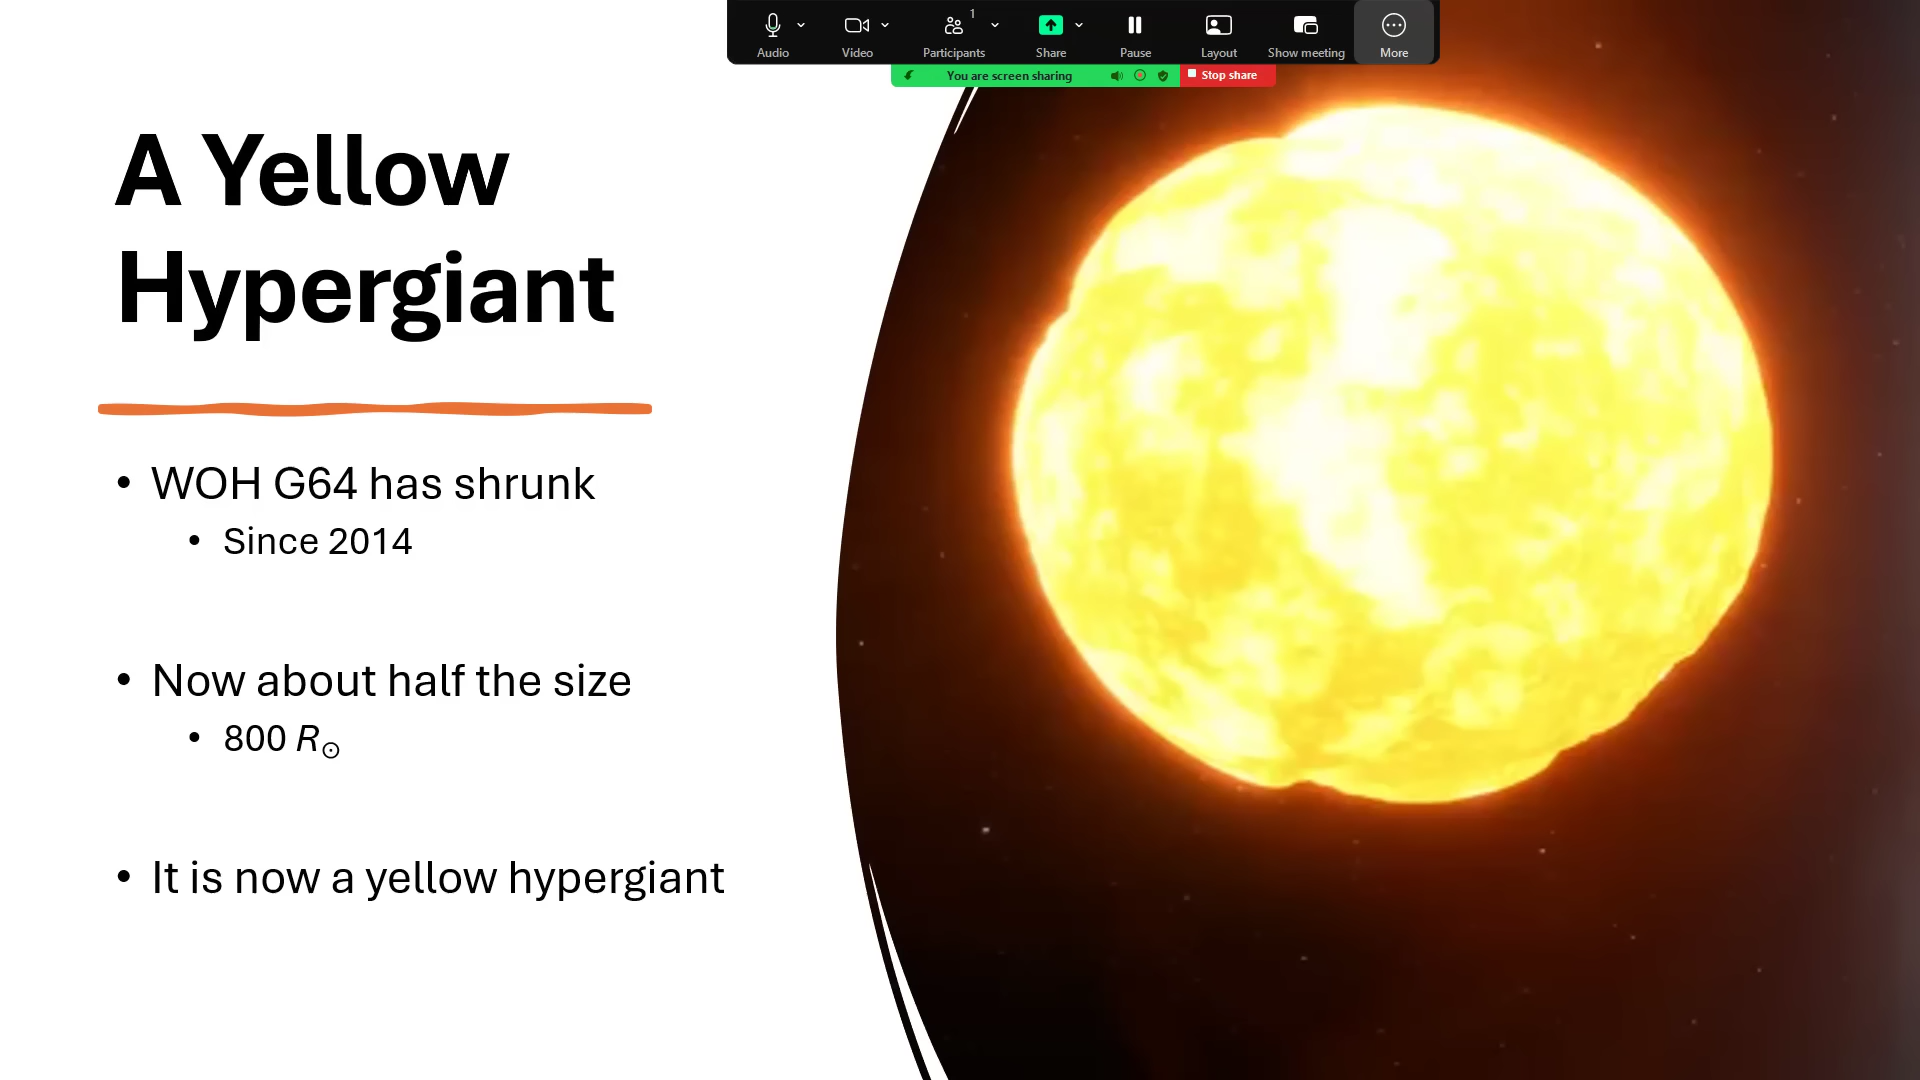 1
Audio Video Participants Share Pause Layout Show meeting More
You are screen sharing Stop share
A Yellow
Hypergiant
• WOH G64 has shrunk
• Since 2014
• Now about half the size
• 800 R☉
• It is now a yellow hypergiant